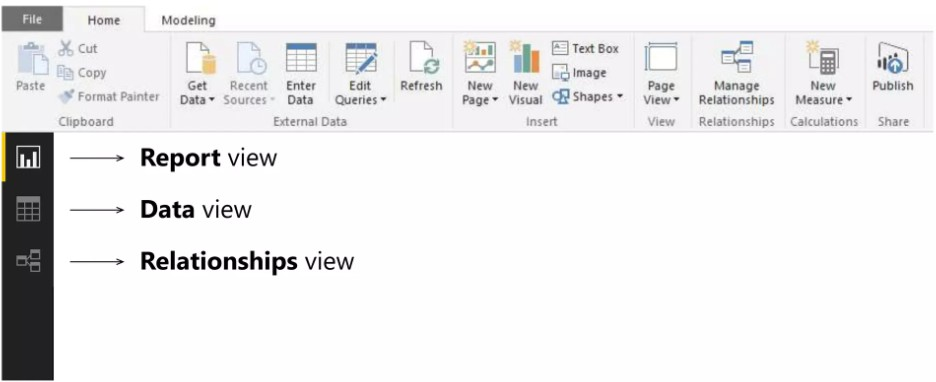 File Home Modeling
Paste
Cut
Copy
Format Painter
Clipboard
Get Data
Recent Sources
Enter Data
Edit Queries
Refresh
External Data
New Page
New Visual
Text Box
Image
Shapes
Insert
Page View
View
Manage Relationships
Relationships
New Measure
Calculations
Publish
Share
Report view
Data view
Relationships view